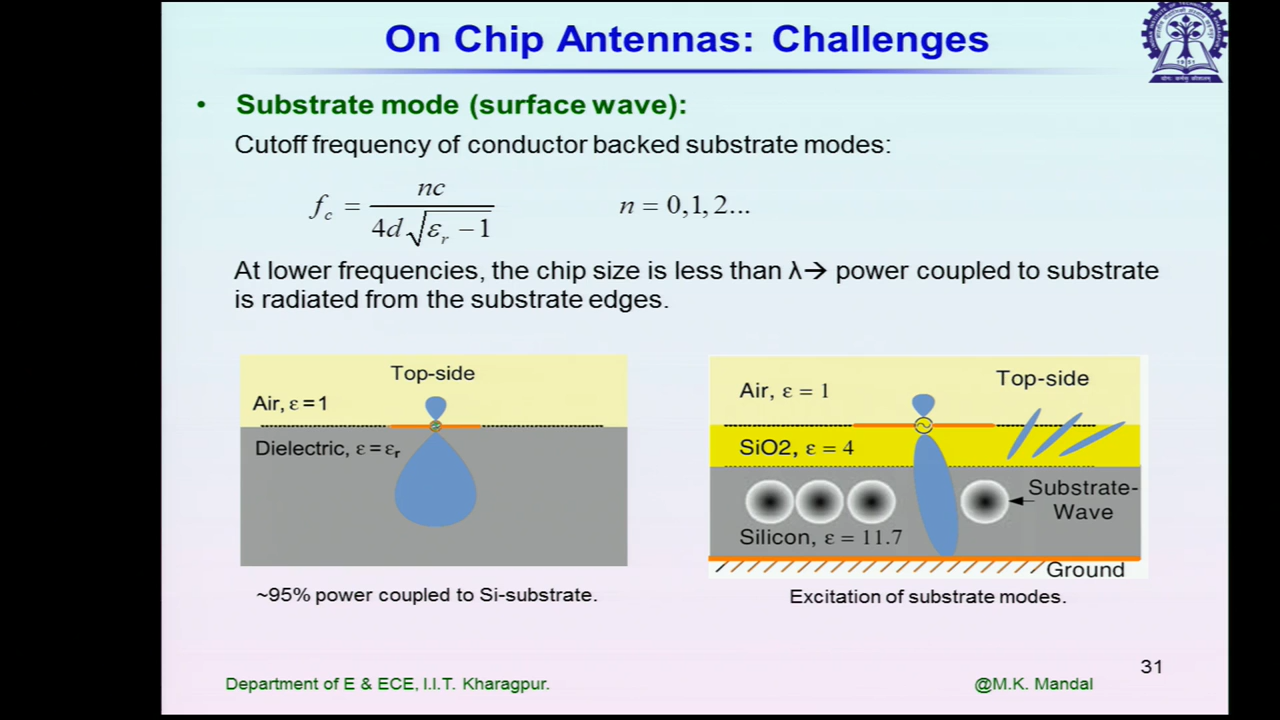 On Chip Antennas: Challenges
• Substrate mode (surface wave):
Cutoff frequency of conductor backed substrate modes:
f_c = nc / (4d√(ε_r − 1))    n = 0,1,2...
At lower frequencies, the chip size is less than λ→ power coupled to substrate
is radiated from the substrate edges.
Top-side
Air, ε = 1
Dielectric, ε = εr
~95% power coupled to Si-substrate.
Top-side
Air, ε = 1
SiO2, ε = 4
Substrate-
Wave
Silicon, ε = 11.7
Ground
Excitation of substrate modes.
31
Department of E & ECE, I.I.T. Kharagpur.
@M.K. Mandal